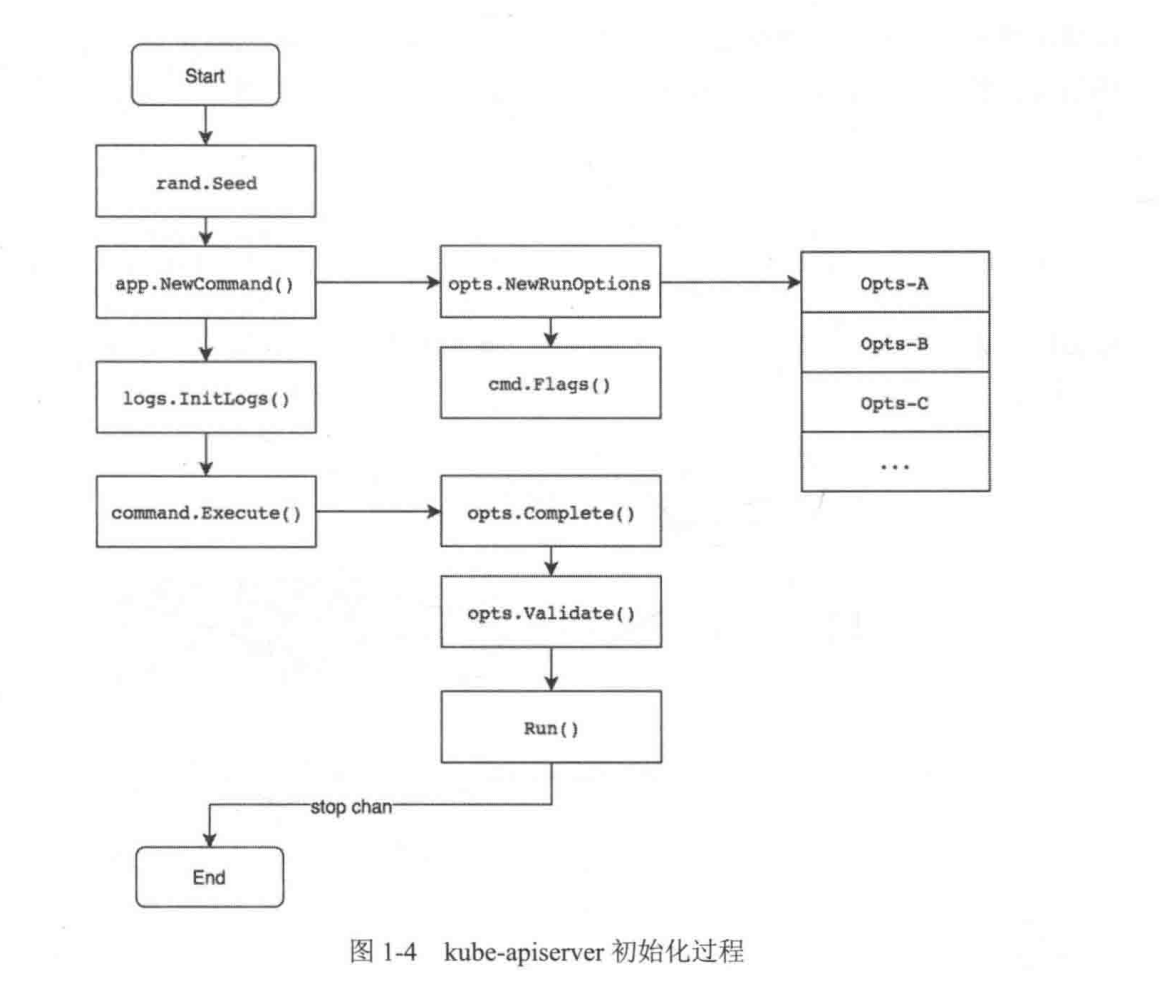 Start
rand.Seed
app.NewCommand()
opts.NewRunOptions
Opts-A
Opts-B
Opts-C
...
cmd.Flags()
logs.InitLogs()
command.Execute()
opts.Complete()
opts.Validate()
Run()
stop chan
End
图 1-4 kube-apiserver 初始化过程